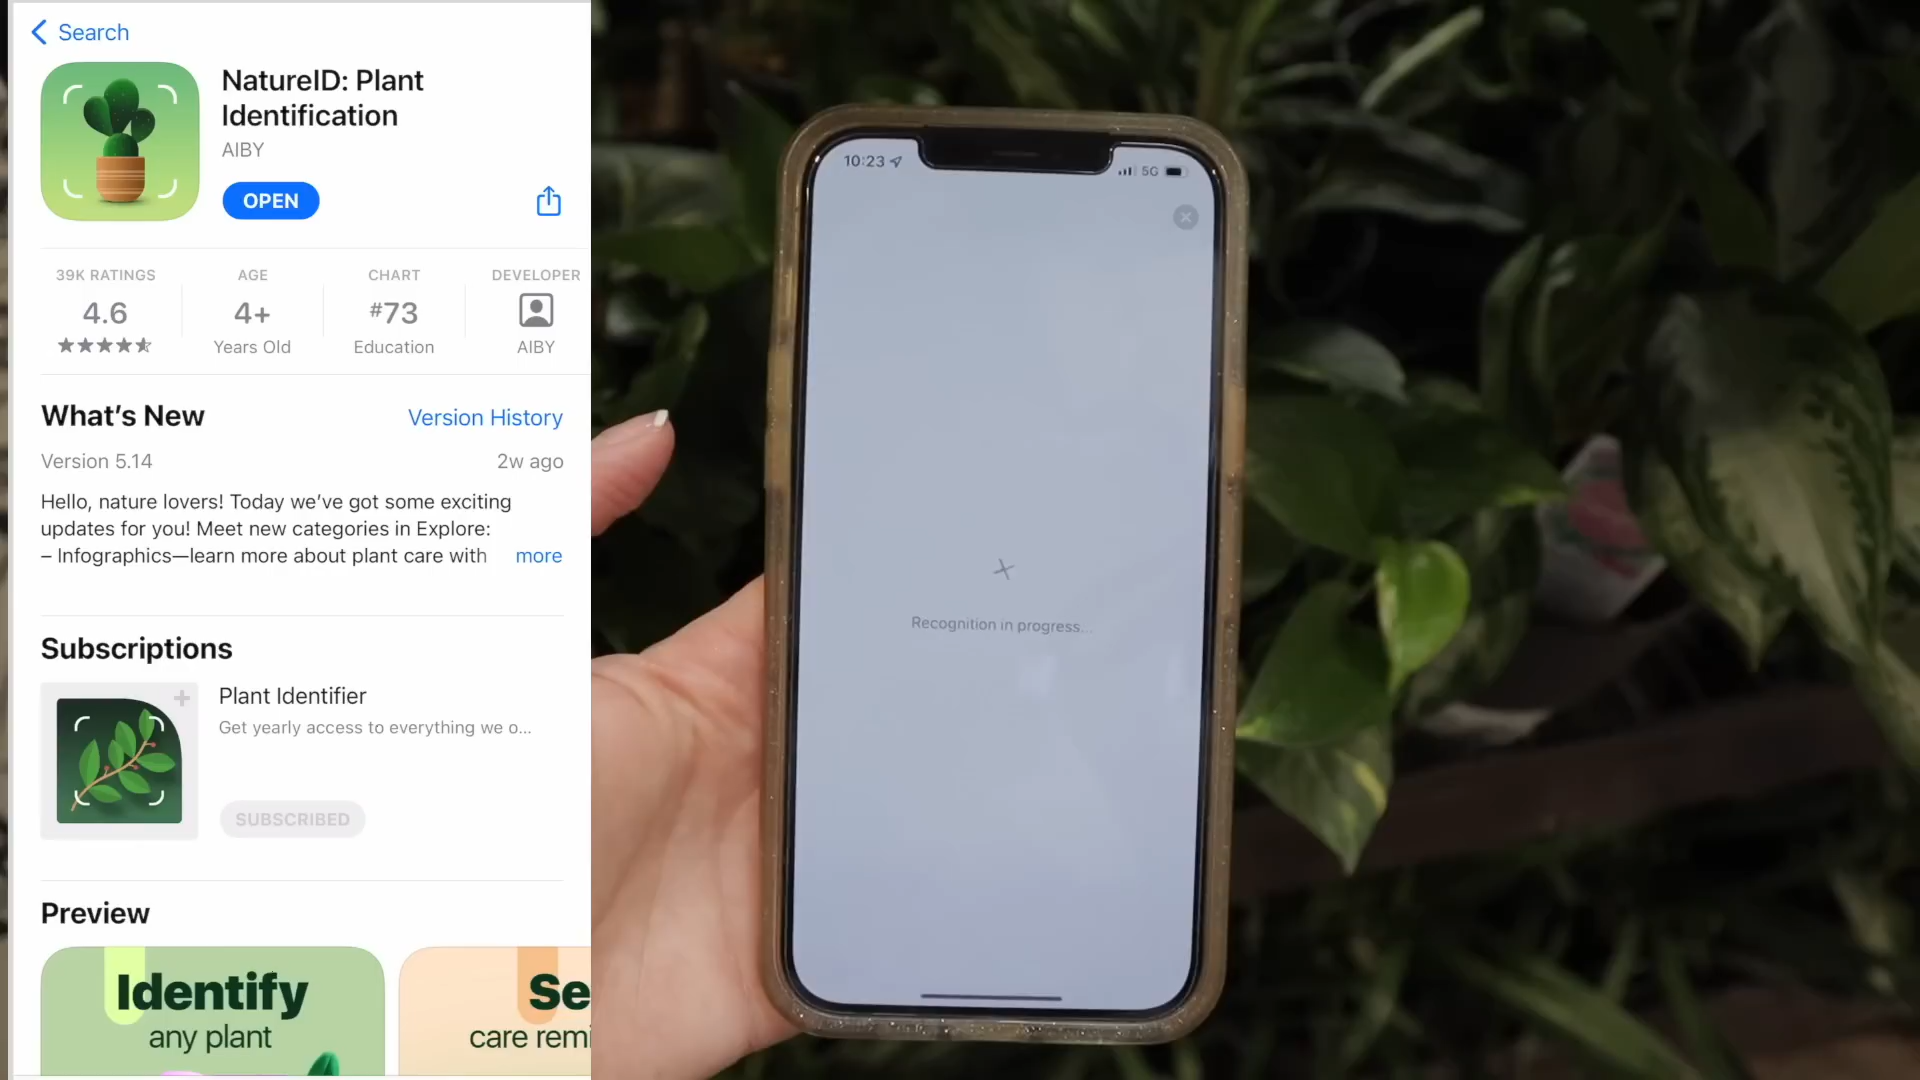 Search
NatureID: Plant
Identification
AIBY
OPEN
39K RATINGS
4.6
AGE
4+
Years Old
CHART
#73
Education
DEVELOPER
AIBY
What’s New
Version History
Version 5.14
2w ago
Hello, nature lovers! Today we’ve got some exciting
updates for you! Meet new categories in Explore:
– Infographics—learn more about plant care with
more
Subscriptions
Plant Identifier
Get yearly access to everything we o...
SUBSCRIBED
Preview
Identify
any plant
Se
care remi
10:23
5G
Recognition in progress...